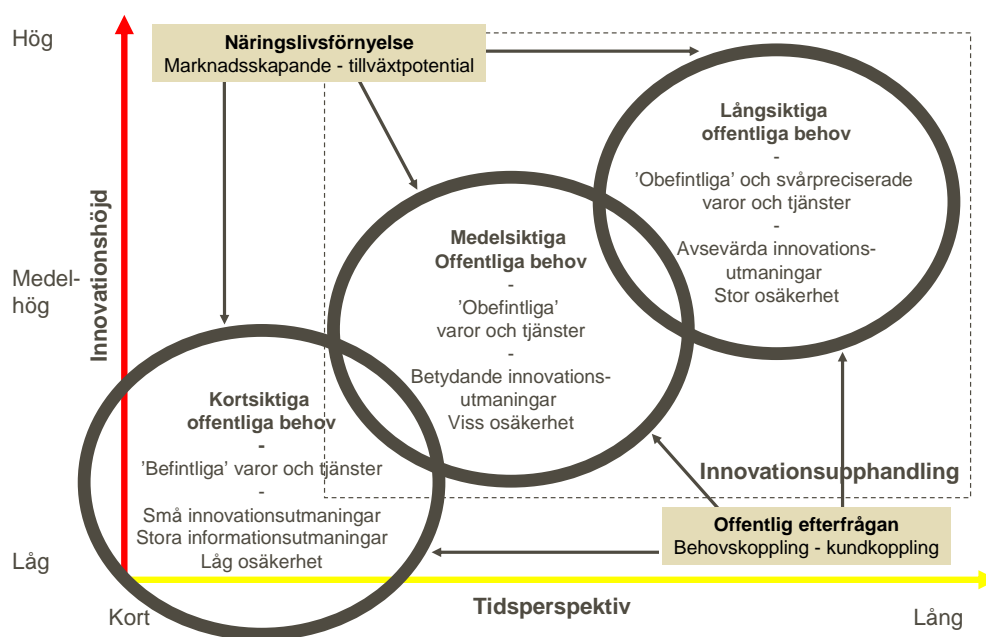 Hög
Näringslivsförnyelse
Marknadsskapande - tillväxtpotential
Långsiktiga
offentliga behov
-
’Obefintliga’ och svårpreciserade
varor och tjänster
-
Avsevärda innovations-
utmaningar
Stor osäkerhet
Innovationshöjd
Medel-
hög
Medelsiktiga
Offentliga behov
-
’Obefintliga’
varor och tjänster
-
Betydande innovations-
utmaningar
Viss osäkerhet
Kortsiktiga
offentliga behov
-
’Befintliga’ varor och tjänster
-
Små innovationsutmaningar
Stora informationsutmaningar
Låg osäkerhet
Innovationsupphandling
Offentlig efterfrågan
Behovskoppling - kundkoppling
Låg
Kort
Tidsperspektiv
Lång